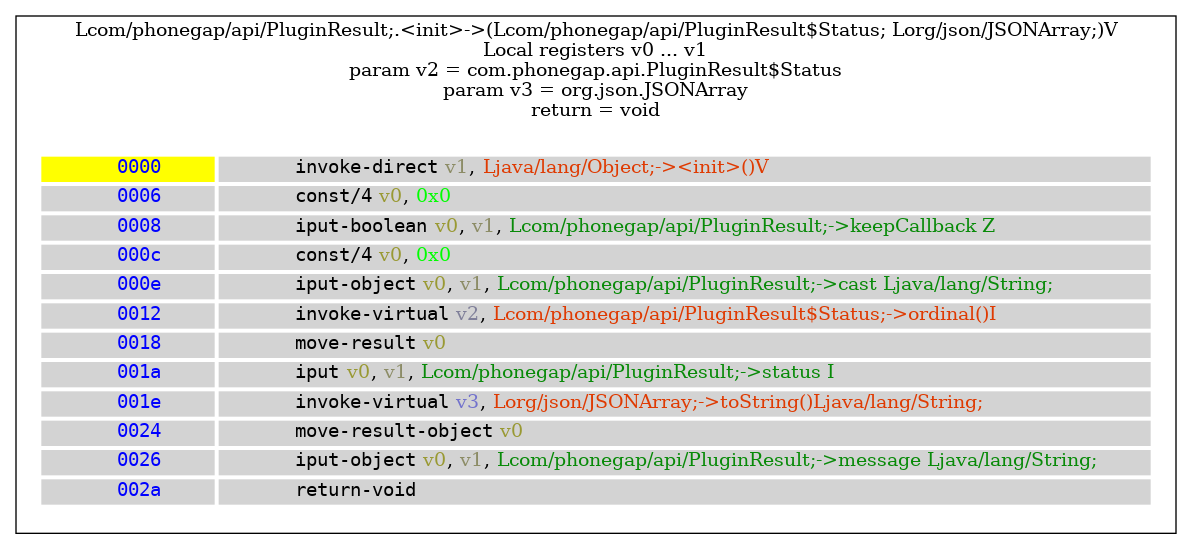 Lcom/phonegap/api/PluginResult;.<init>->(Lcom/phonegap/api/PluginResult$Status; Lorg/json/JSONArray;)V
Local registers v0 ... v1
param v2 = com.phonegap.api.PluginResult$Status
param v3 = org.json.JSONArray
return = void
0000 invoke-direct v1, Ljava/lang/Object;-><init>()V
0006 const/4 v0, 0x0
0008 iput-boolean v0, v1, Lcom/phonegap/api/PluginResult;->keepCallback Z
000c const/4 v0, 0x0
000e iput-object v0, v1, Lcom/phonegap/api/PluginResult;->cast Ljava/lang/String;
0012 invoke-virtual v2, Lcom/phonegap/api/PluginResult$Status;->ordinal()I
0018 move-result v0
001a iput v0, v1, Lcom/phonegap/api/PluginResult;->status I
001e invoke-virtual v3, Lorg/json/JSONArray;->toString()Ljava/lang/String;
0024 move-result-object v0
0026 iput-object v0, v1, Lcom/phonegap/api/PluginResult;->message Ljava/lang/String;
002a return-void